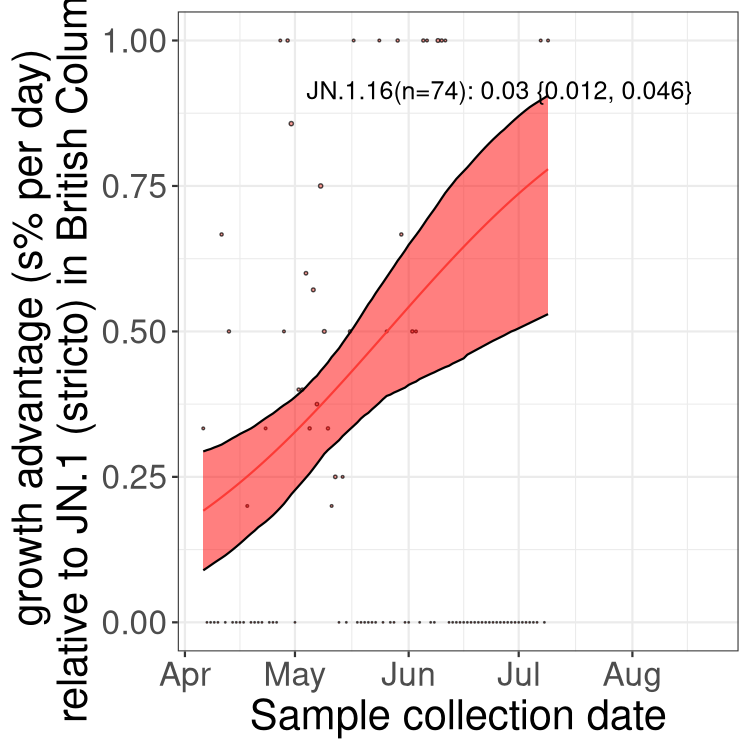 growth advantage (s% per day)
relative to JN.1 (stricto) in British Colum
1.00
0.75
0.50
0.25
0.00
JN.1.16(n=74): 0.03 {0.012, 0.046}
Apr May Jun Jul Aug
Sample collection date